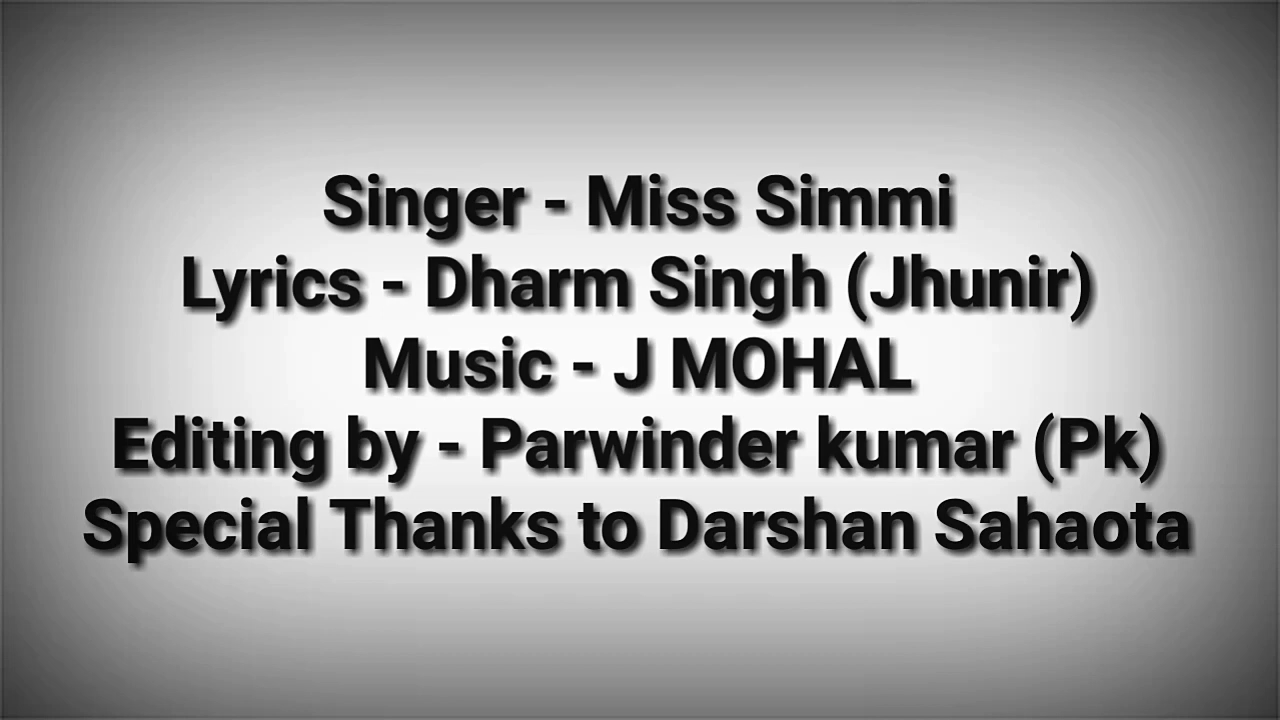 Singer - Miss Simmi
Lyrics - Dharm Singh (Jhunir)
Music - J MOHAL
Editing by - Parwinder kumar (Pk)
Special Thanks to Darshan Sahaota